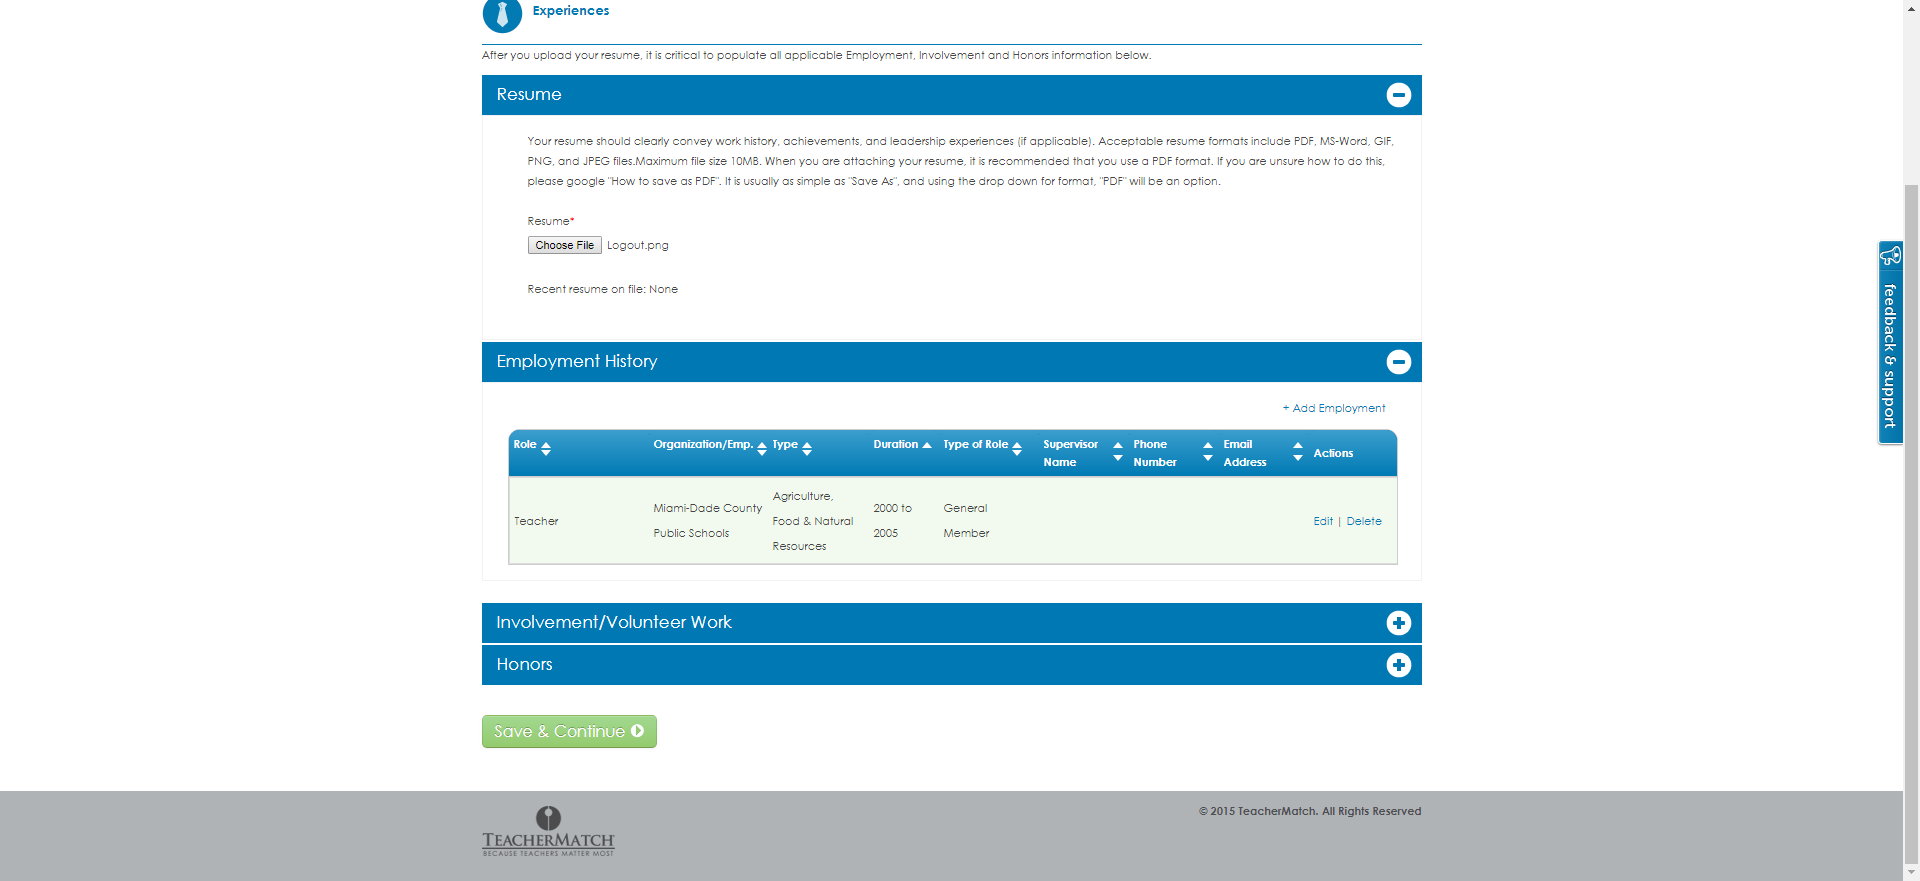 Experiences
After you upload your resume, it is critical to populate all applicable Employment, Involvement and Honors information below.
Resume
Your resume should clearly convey work history, achievements, and leadership experiences (if applicable). Acceptable resume formats include PDF, MS-Word, GIF,
PNG, and JPEG files.Maximum file size 10MB. When you are attaching your resume, it is recommended that you use a PDF format. If you are unsure how to do this,
please google "How to save as PDF". It is usually as simple as "Save As", and using the drop down for format, "PDF" will be an option.
Resume*
Choose File Logout.png
Recent resume on file: None
Employment History
+ Add Employment
Role Organization/Emp. Type Duration Type of Role Supervisor Name Phone Number Email Address Actions
Teacher Miami-Dade County Public Schools Agriculture, Food & Natural Resources 2000 to 2005 General Member Edit | Delete
Involvement/Volunteer Work
Honors
Save & Continue
feedback & support
© 2015 TeacherMatch. All Rights Reserved
TEACHERMATCH
BECAUSE TEACHERS MATTER MOST